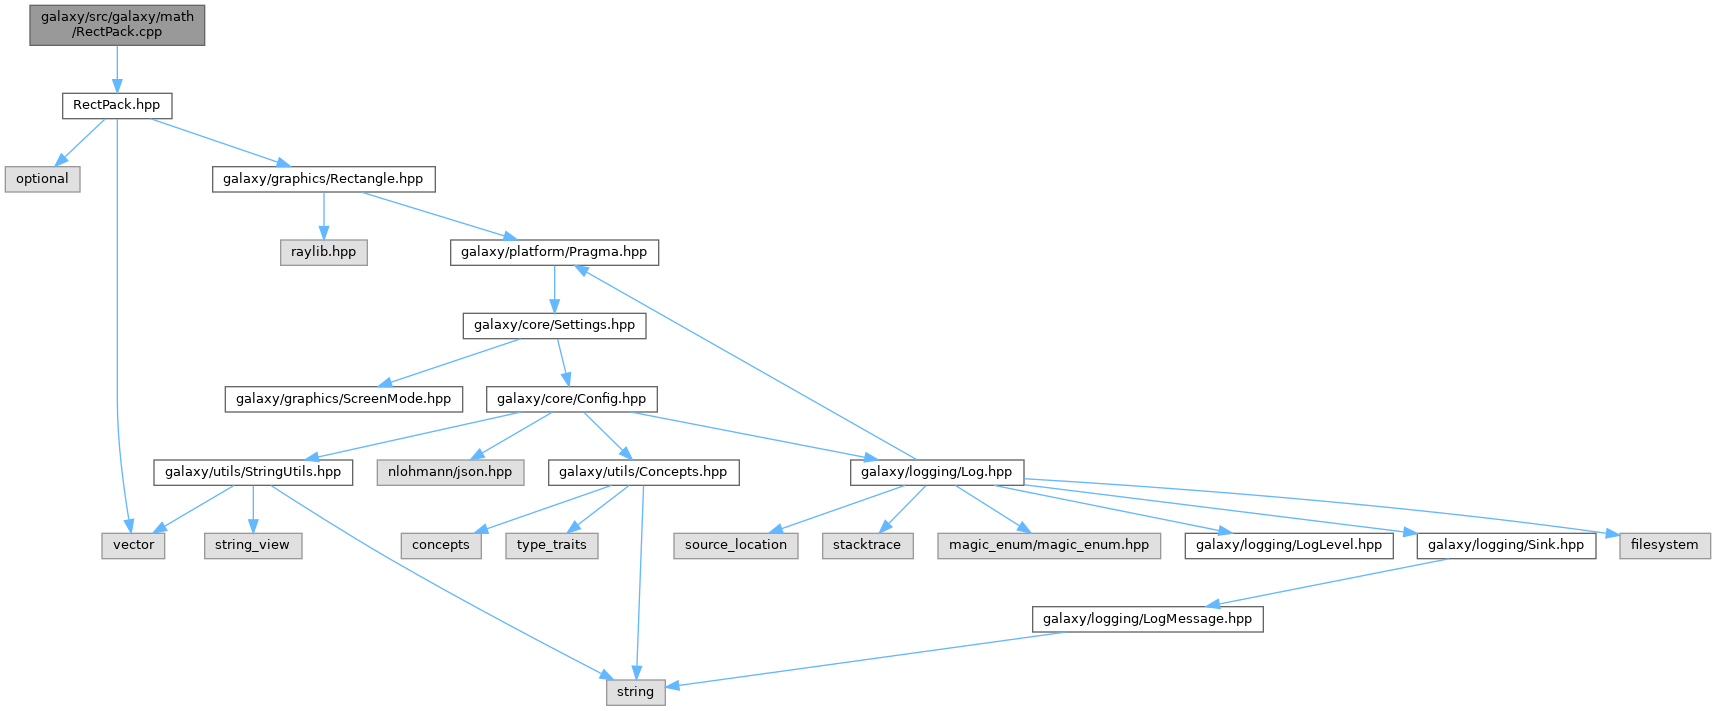 galaxy/src/galaxy/math
/RectPack.cpp
RectPack.hpp
optional
galaxy/graphics/Rectangle.hpp
raylib.hpp
galaxy/platform/Pragma.hpp
galaxy/core/Settings.hpp
galaxy/graphics/ScreenMode.hpp
galaxy/core/Config.hpp
galaxy/utils/StringUtils.hpp
nlohmann/json.hpp
galaxy/utils/Concepts.hpp
galaxy/logging/Log.hpp
vector
string_view
concepts
type_traits
source_location
stacktrace
magic_enum/magic_enum.hpp
galaxy/logging/LogLevel.hpp
galaxy/logging/Sink.hpp
filesystem
galaxy/logging/LogMessage.hpp
string